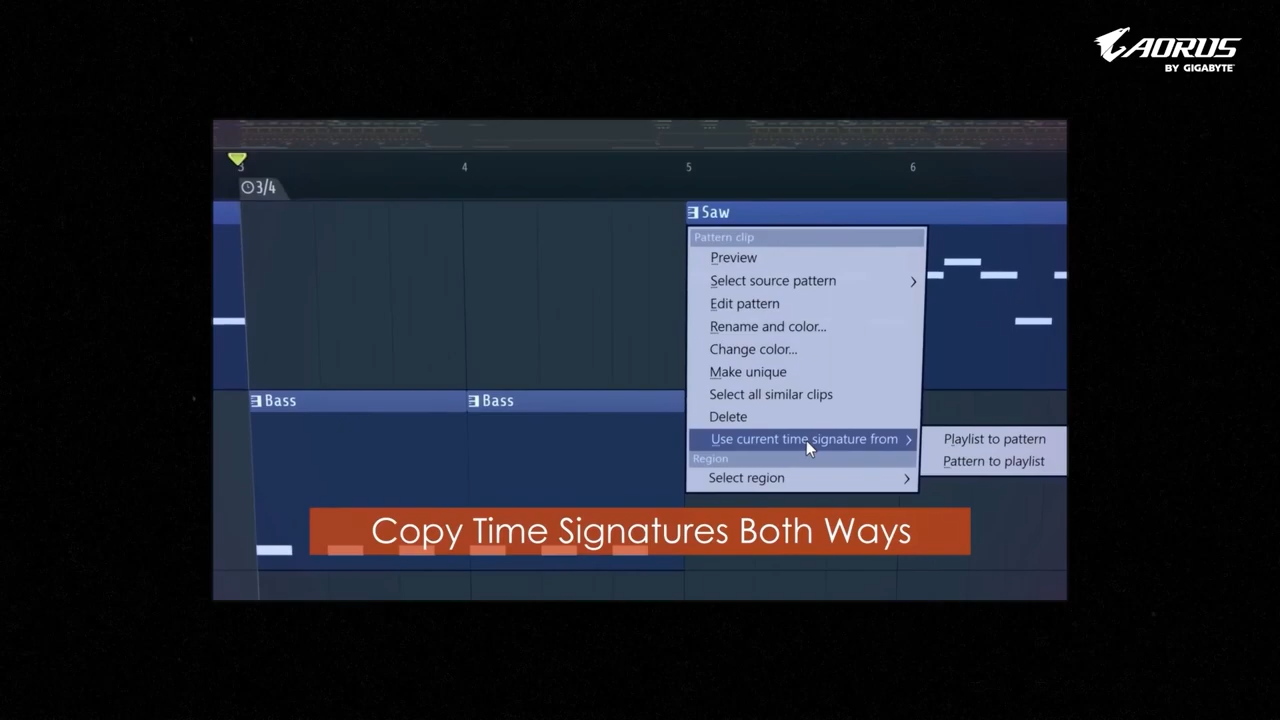 AORUS
BY GIGABYTE
3
4
5
6
3/4
Saw
Pattern clip
Preview
Select source pattern
Edit pattern
Rename and color...
Change color...
Make unique
Select all similar clips
Delete
Use current time signature from
Playlist to pattern
Pattern to playlist
Region
Select region
Bass
Bass
Copy Time Signatures Both Ways